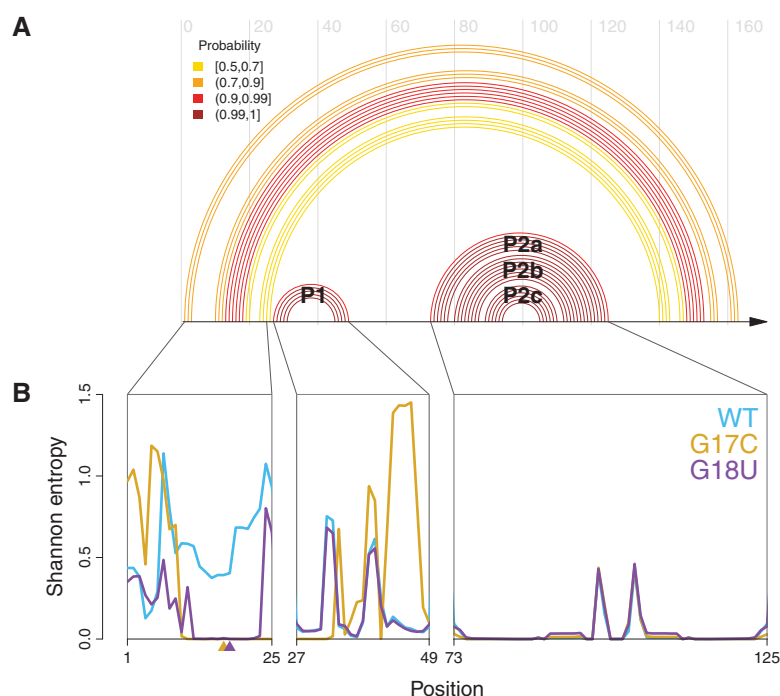 A
0 20 40 60 80 100 120 140 160
Probability
[0.5,0.7]
(0.7,0.9]
(0.9,0.99]
(0.99,1]
P2a
P2b
P1
P2c
B
Shannon entropy
1.5
1.0
0.5
0.0
WT
G17C
G18U
1 25 27 49 73 125
Position